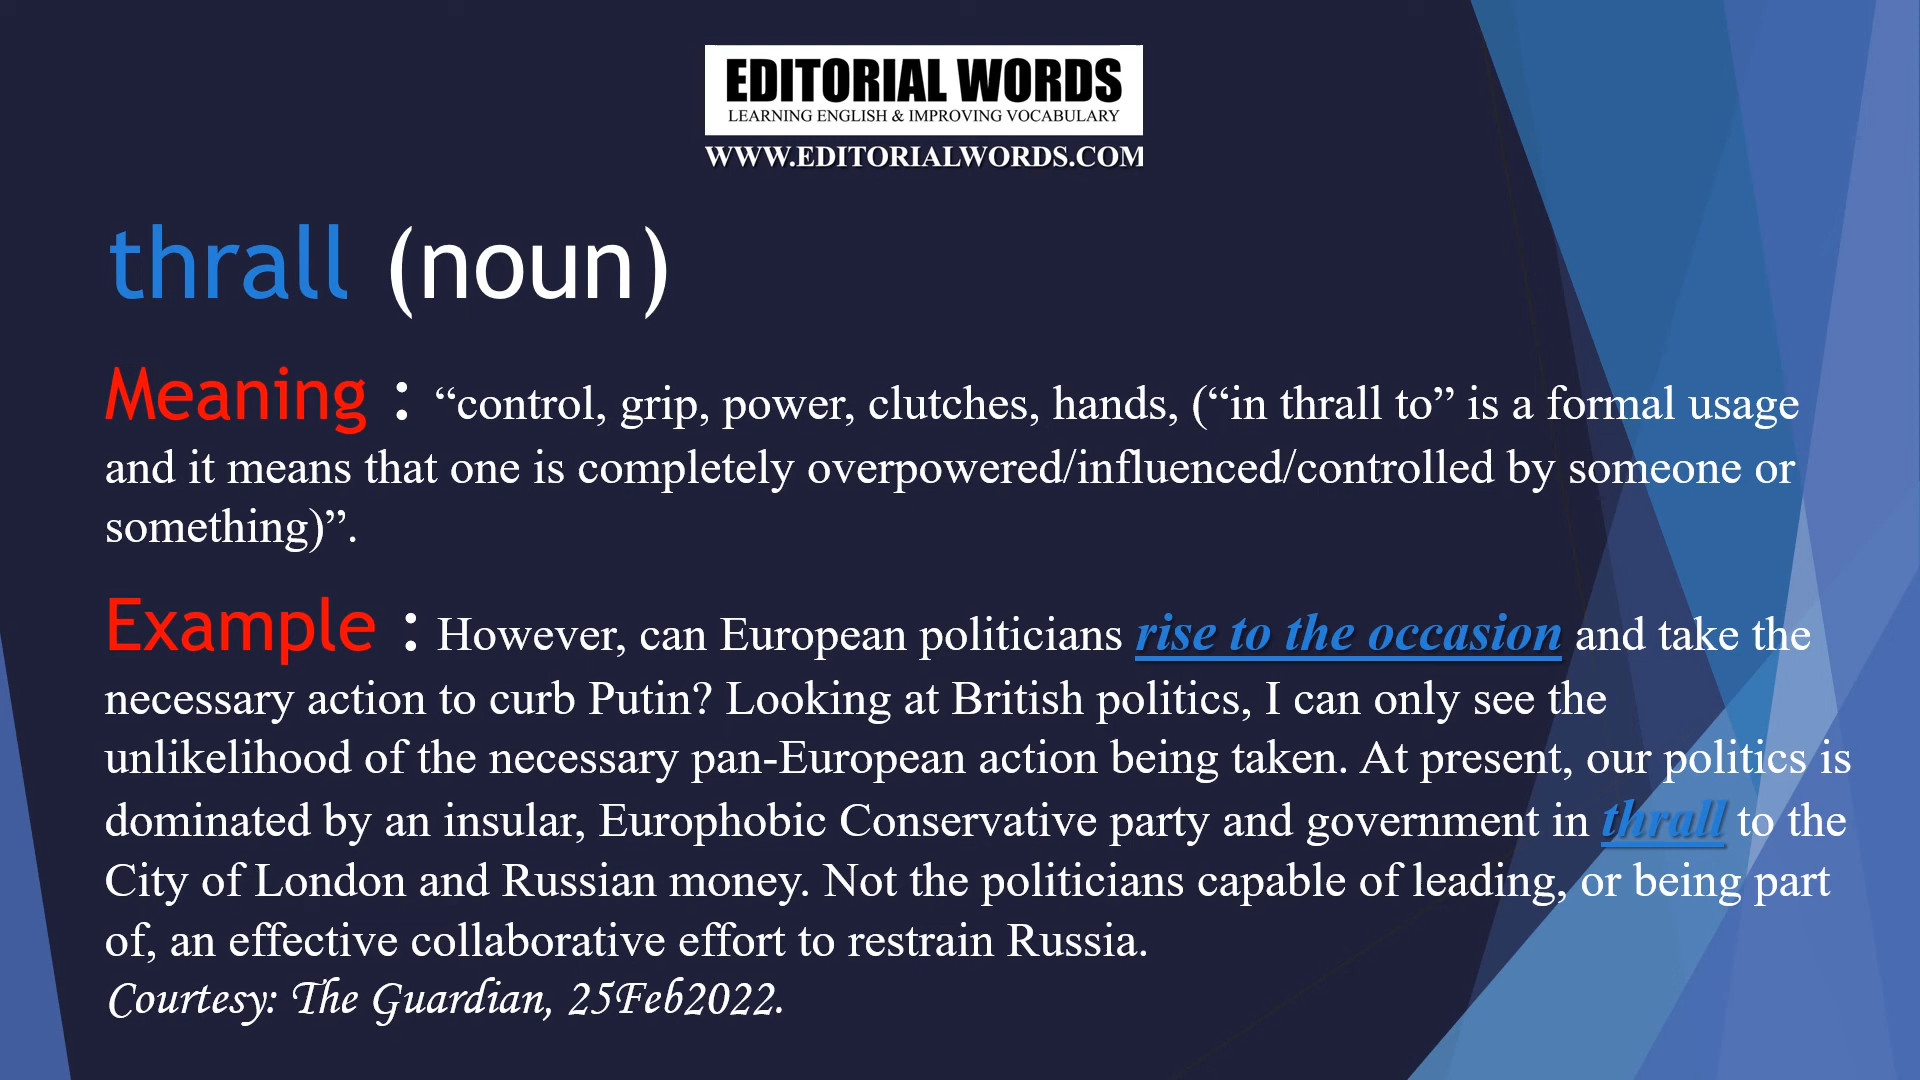 EDITORIAL WORDS
LEARNING ENGLISH & IMPROVING VOCABULARY
WWW.EDITORIALWORDS.COM
thrall (noun)
Meaning : “control, grip, power, clutches, hands, (“in thrall to” is a formal usage
and it means that one is completely overpowered/influenced/controlled by someone or
something)”.
Example : However, can European politicians rise to the occasion and take the
necessary action to curb Putin? Looking at British politics, I can only see the
unlikelihood of the necessary pan-European action being taken. At present, our politics is
dominated by an insular, Europhobic Conservative party and government in thrall to the
City of London and Russian money. Not the politicians capable of leading, or being part
of, an effective collaborative effort to restrain Russia.
Courtesy: The Guardian, 25Feb2022.